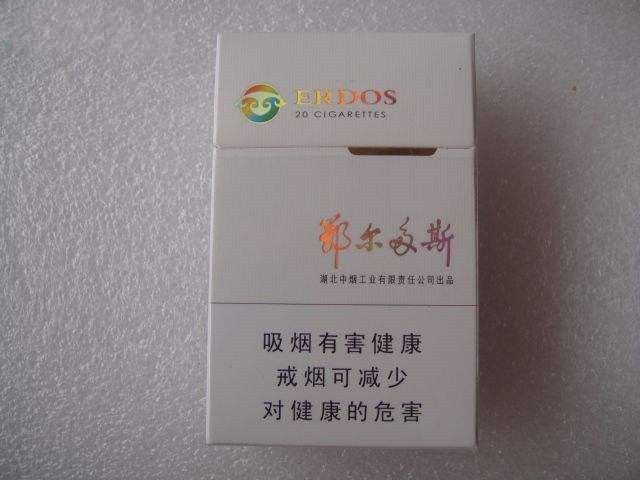 ERDOS
20 CIGARETTES
鄂尔多斯
湖北中烟工业有限责任公司出品
吸烟有害健康
戒烟可减少
对健康的危害